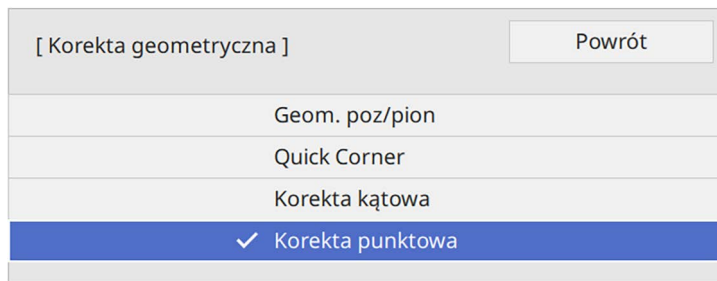 [ Korekta geometryczna ]
Powrót
Geom. poz/pion
Quick Corner
Korekta kątowa
Korekta punktowa